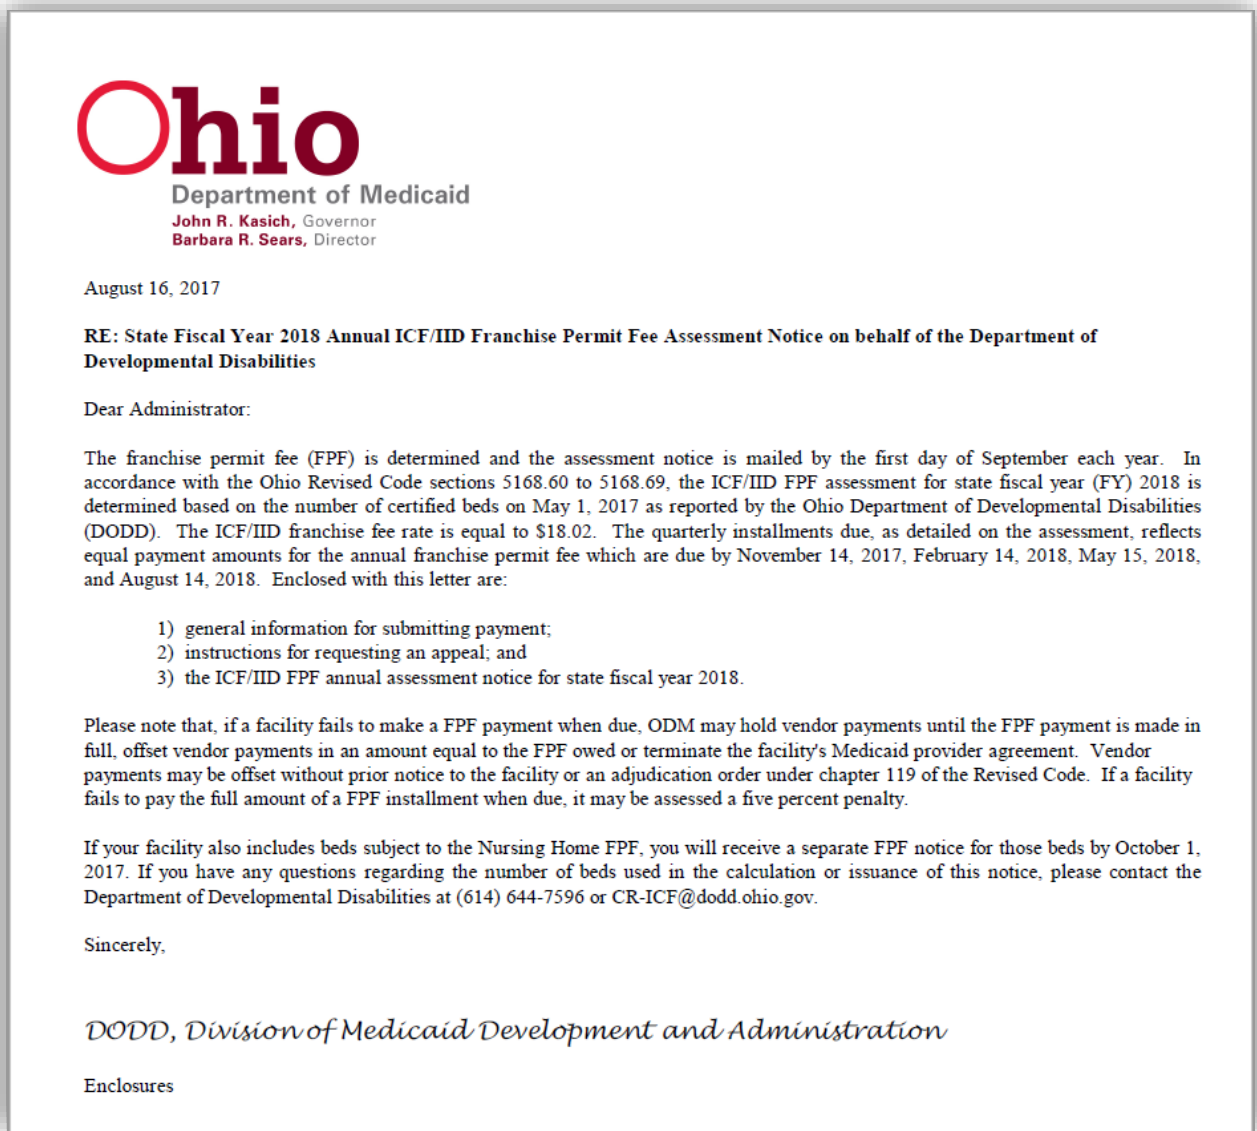 Ohio
Department of Medicaid
John R. Kasich, Governor
Barbara R. Sears, Director
August 16, 2017
RE: State Fiscal Year 2018 Annual ICF/IID Franchise Permit Fee Assessment Notice on behalf of the Department of
Developmental Disabilities
Dear Administrator:
The franchise permit fee (FPF) is determined and the assessment notice is mailed by the first day of September each year. In
accordance with the Ohio Revised Code sections 5168.60 to 5168.69, the ICF/IID FPF assessment for state fiscal year (FY) 2018 is
determined based on the number of certified beds on May 1, 2017 as reported by the Ohio Department of Developmental Disabilities
(DODD). The ICF/IID franchise fee rate is equal to $18.02. The quarterly installments due, as detailed on the assessment, reflects
equal payment amounts for the annual franchise permit fee which are due by November 14, 2017, February 14, 2018, May 15, 2018,
and August 14, 2018. Enclosed with this letter are:
1) general information for submitting payment;
2) instructions for requesting an appeal; and
3) the ICF/IID FPF annual assessment notice for state fiscal year 2018.
Please note that, if a facility fails to make a FPF payment when due, ODM may hold vendor payments until the FPF payment is made in
full, offset vendor payments in an amount equal to the FPF owed or terminate the facility's Medicaid provider agreement. Vendor
payments may be offset without prior notice to the facility or an adjudication order under chapter 119 of the Revised Code. If a facility
fails to pay the full amount of a FPF installment when due, it may be assessed a five percent penalty.
If your facility also includes beds subject to the Nursing Home FPF, you will receive a separate FPF notice for those beds by October 1,
2017. If you have any questions regarding the number of beds used in the calculation or issuance of this notice, please contact the
Department of Developmental Disabilities at (614) 644-7596 or CR-ICF@dodd.ohio.gov.
Sincerely,
DODD, Division of Medicaid Development and Administration
Enclosures